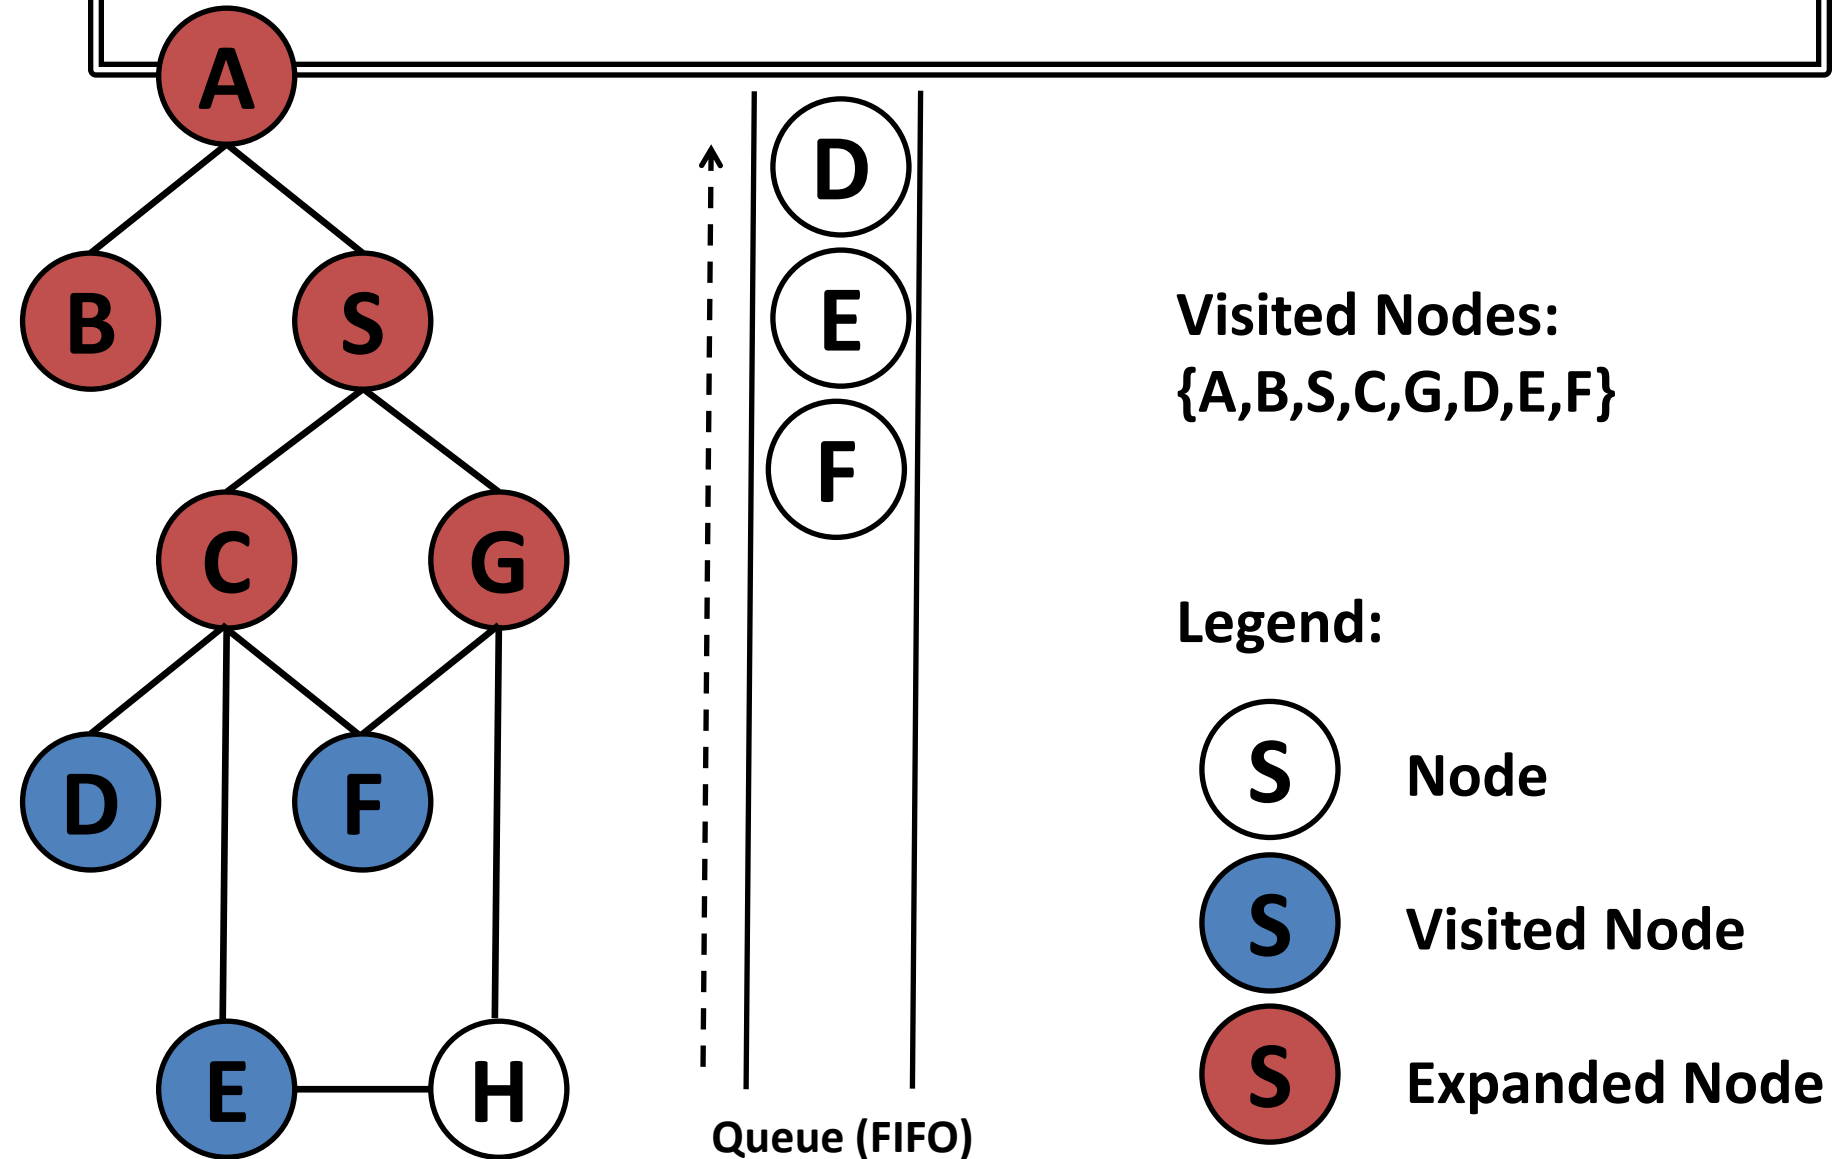 A
B
S
C
G
D
F
E
H
D
E
F
Queue (FIFO)
Visited Nodes:
{A,B,S,C,G,D,E,F}
Legend:
S Node
S Visited Node
S Expanded Node